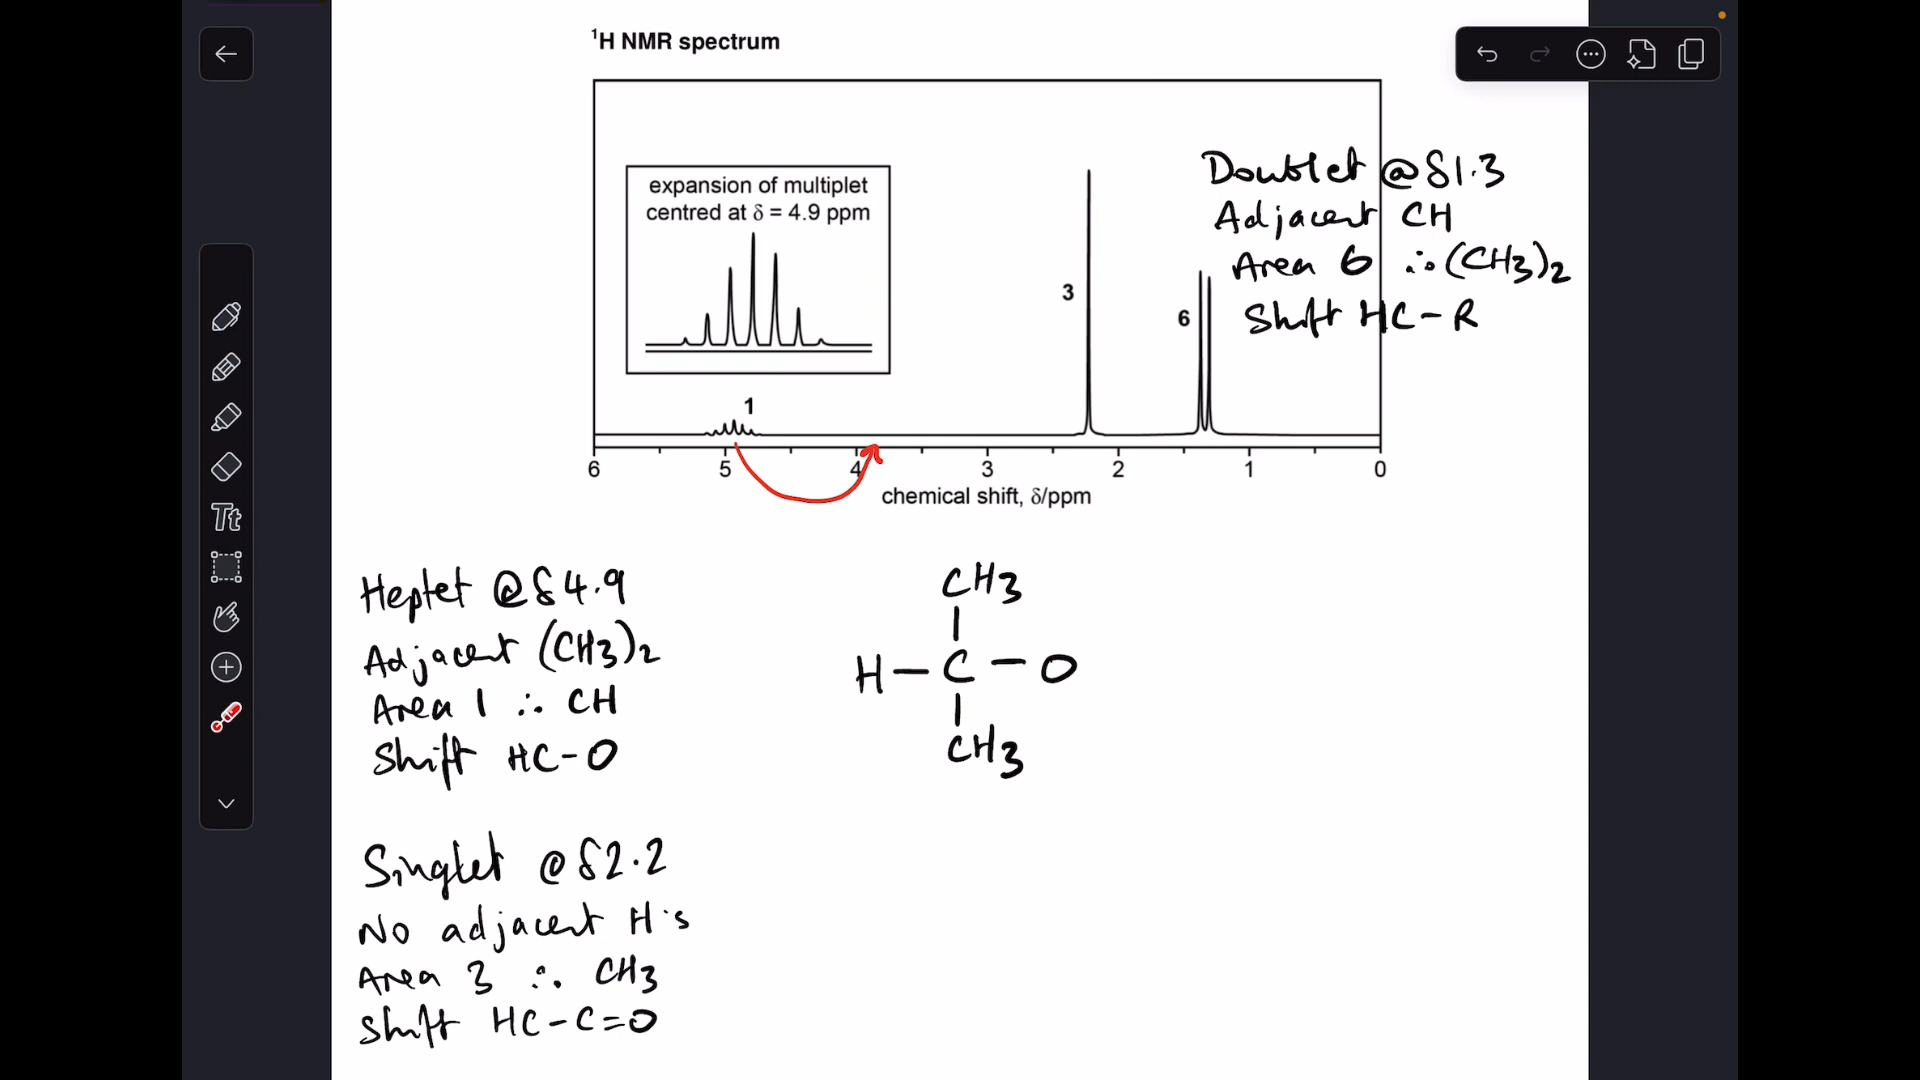 ¹H NMR spectrum
expansion of multiplet
centred at δ = 4.9 ppm
1
3
6
6 5 4 3 2 1 0
chemical shift, δ/ppm
Doublet @ δ1.3
Adjacent CH
Area 6 ∴ (CH3)2
Shift HC-R
Tt
Heptet @ δ4.9
Adjacent (CH3)2
Area 1 ∴ CH
Shift HC-O
CH3
H-C-O
CH3
Singlet @ δ2.2
No adjacent H's
Area 3 ∴ CH3
Shift HC-C=O